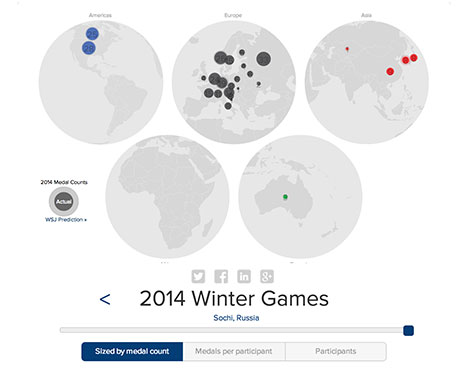 Americas
Europe
Asia
2014 Medal Counts
Actual
WSJ Prediction »
<
2014 Winter Games
Sochi, Russia
Sized by medal count
Medals per participant
Participants